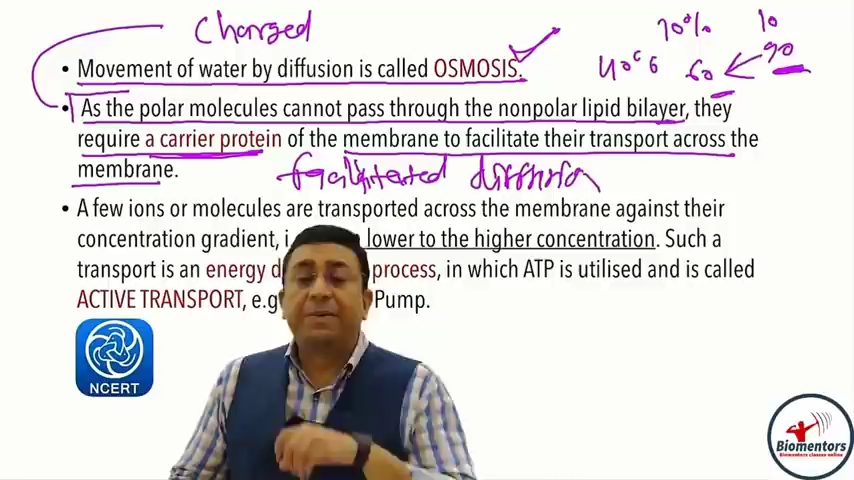 Charged
70%
10
40% 60
90
• Movement of water by diffusion is called OSMOSIS.
• As the polar molecules cannot pass through the nonpolar lipid bilayer, they
require a carrier protein of the membrane to facilitate their transport across the
membrane.
facilitated diffusion
• A few ions or molecules are transported across the membrane against their
concentration gradient, i. lower to the higher concentration. Such a
transport is an energy d process, in which ATP is utilised and is called
ACTIVE TRANSPORT, e.g Pump.
NCERT
Biomentors
Biomentors classes online